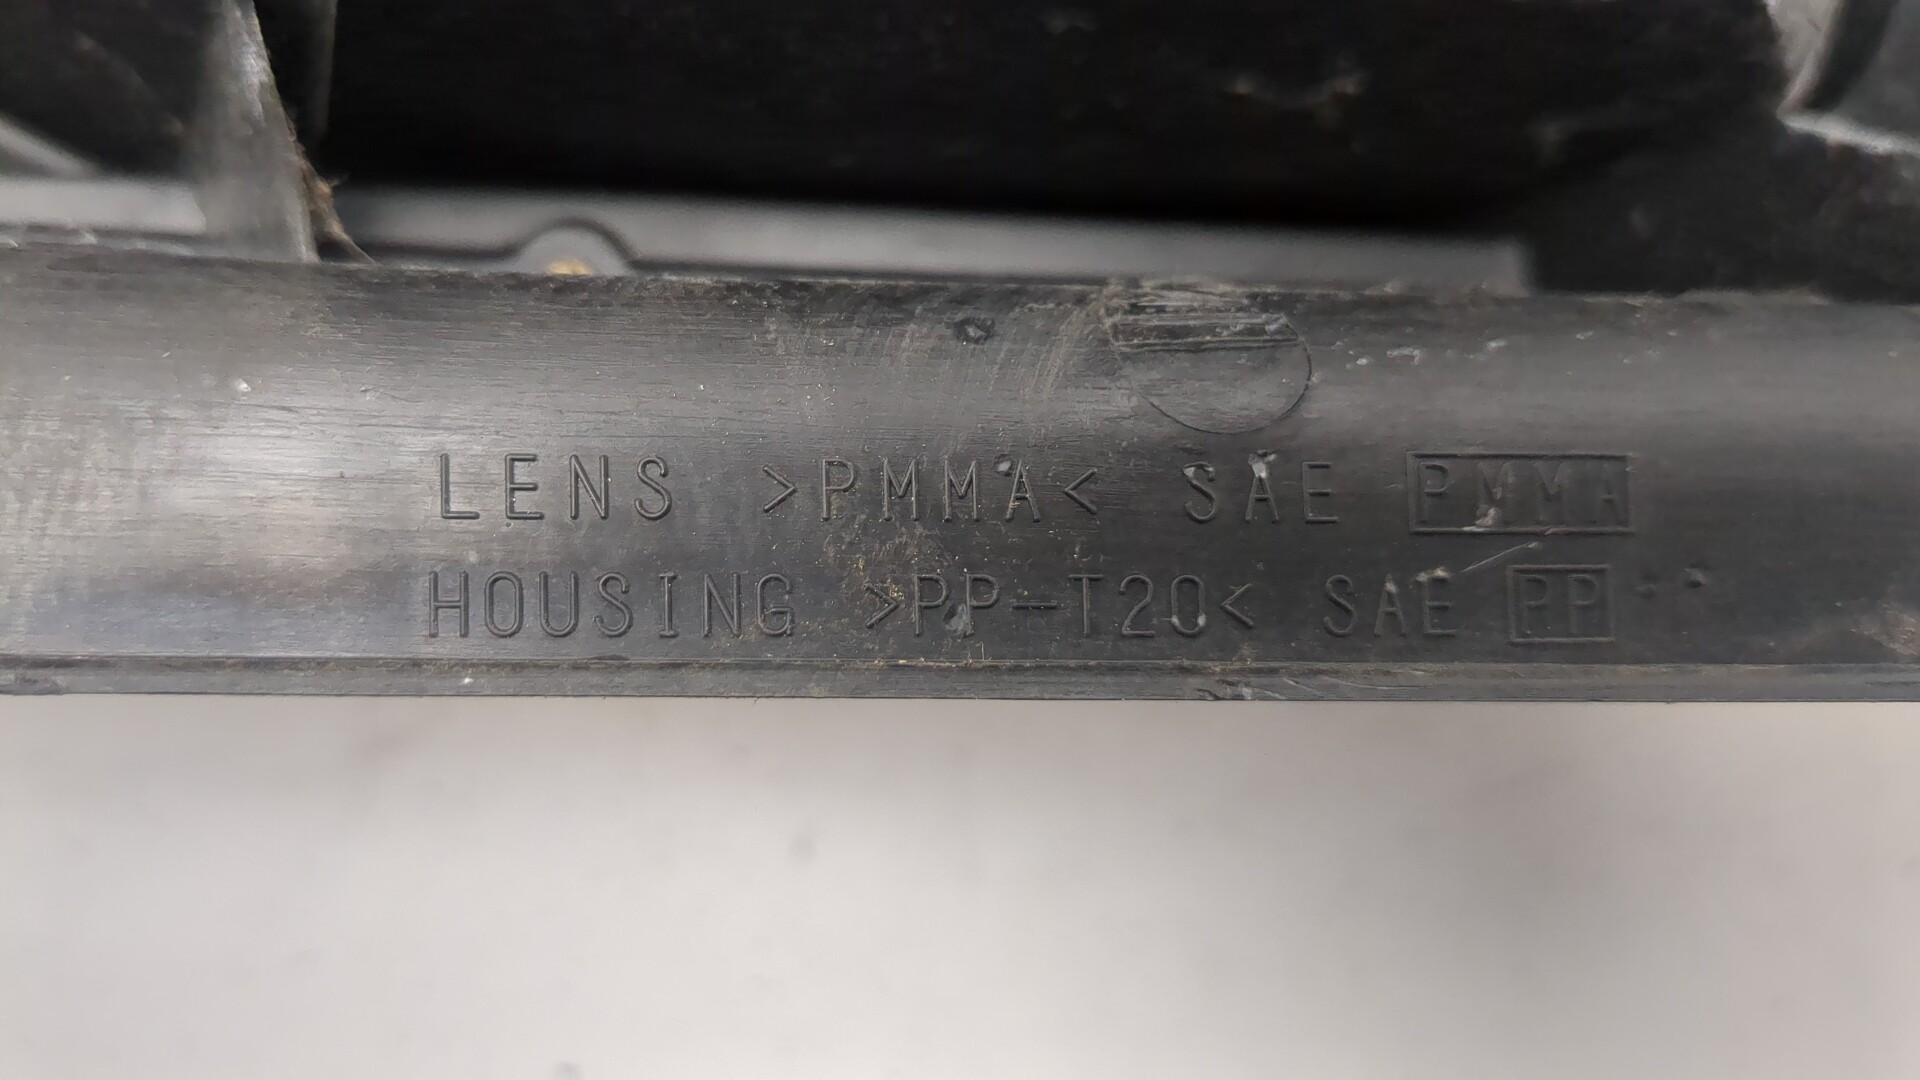 LENS >PMMA< SAE PMMA
HOUSING >PP-T20< SAE PP